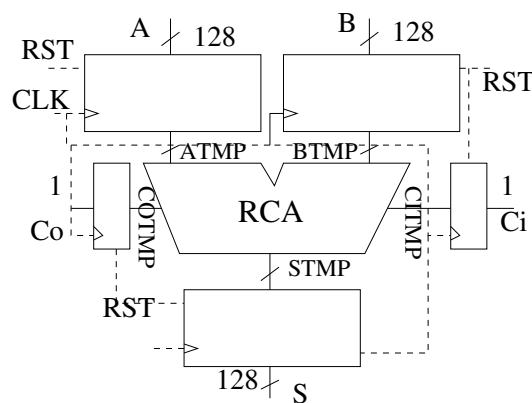 A 128 B 128
RST
RST
CLK
ATMP BTMP
1
1
COTMP
RCA
CITMP
Co
Ci
STMP
RST
128
S